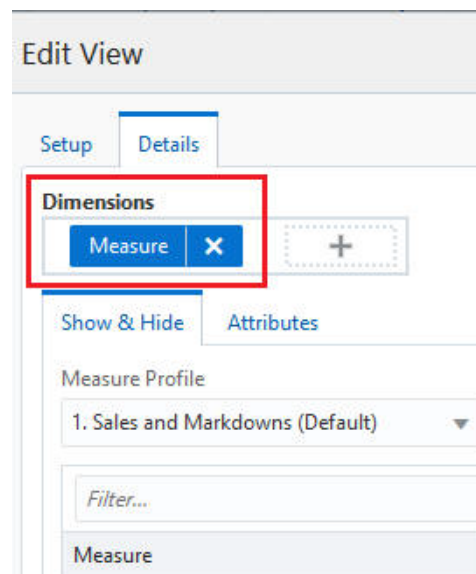 Edit View
Setup Details
Dimensions
Measure
Show & Hide Attributes
Measure Profile
1. Sales and Markdowns (Default)
Filter...
Measure